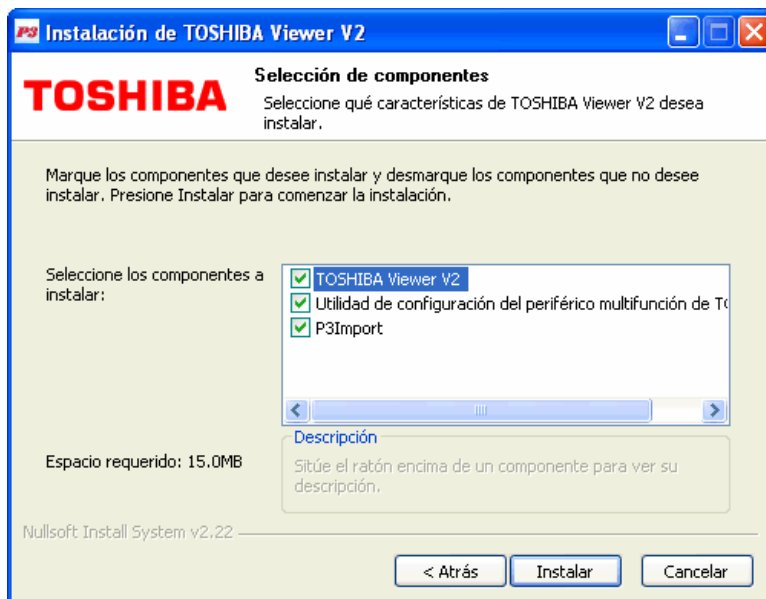 P3 Instalación de TOSHIBA Viewer V2
TOSHIBA
Selección de componentes
Seleccione qué características de TOSHIBA Viewer V2 desea
instalar.
Marque los componentes que desee instalar y desmarque los componentes que no desee
instalar. Presione Instalar para comenzar la instalación.
Seleccione los componentes a
instalar:
TOSHIBA Viewer V2
Utilidad de configuración del periférico multifunción de TO
P3Import
Espacio requerido: 15.0MB
Descripción
Sitúe el ratón encima de un componente para ver su
descripción.
Nullsoft Install System v2.22
< Atrás
Instalar
Cancelar